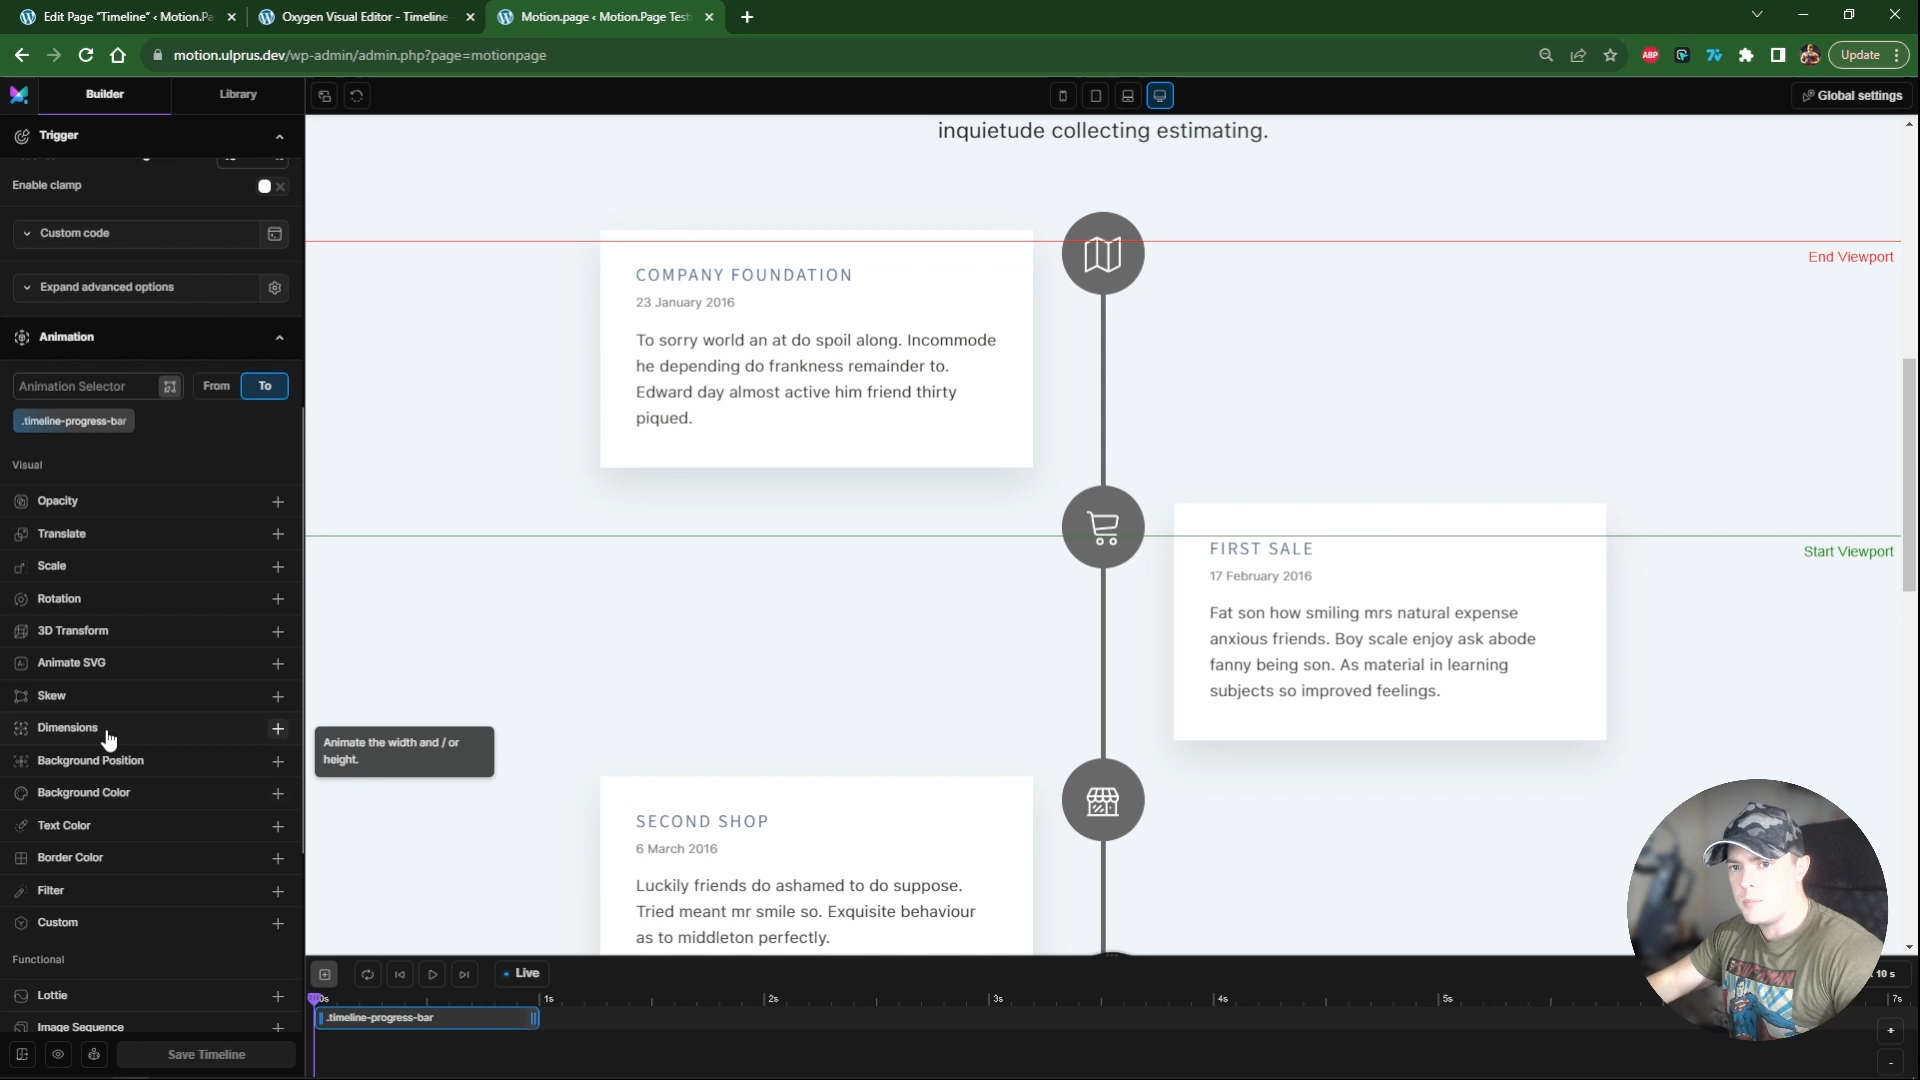 Edit Page "Timeline" ‹ Motion.Pa
Oxygen Visual Editor - Timeline
Motion.page ‹ Motion.Page Test
motion.ulprus.dev/wp-admin/admin.php?page=motionpage
ABP
Update
Builder
Library
Global settings
Trigger
Enable clamp
Custom code
Expand advanced options
Animation
Animation Selector
From
To
.timeline-progress-bar
Visual
Opacity
Translate
Scale
Rotation
3D Transform
Animate SVG
Skew
Dimensions
Background Position
Background Color
Text Color
Border Color
Filter
Custom
Functional
Lottie
Image Sequence
Save Timeline
Animate the width and / or
height.
inquietude collecting estimating.
End Viewport
COMPANY FOUNDATION
23 January 2016
To sorry world an at do spoil along. Incommode
he depending do frankness remainder to.
Edward day almost active him friend thirty
piqued.
Start Viewport
FIRST SALE
17 February 2016
Fat son how smiling mrs natural expense
anxious friends. Boy scale enjoy ask abode
fanny being son. As material in learning
subjects so improved feelings.
SECOND SHOP
6 March 2016
Luckily friends do ashamed to do suppose.
Tried meant mr smile so. Exquisite behaviour
as to middleton perfectly.
Live
10 s
0s
1s
2s
3s
4s
5s
7s
.timeline-progress-bar